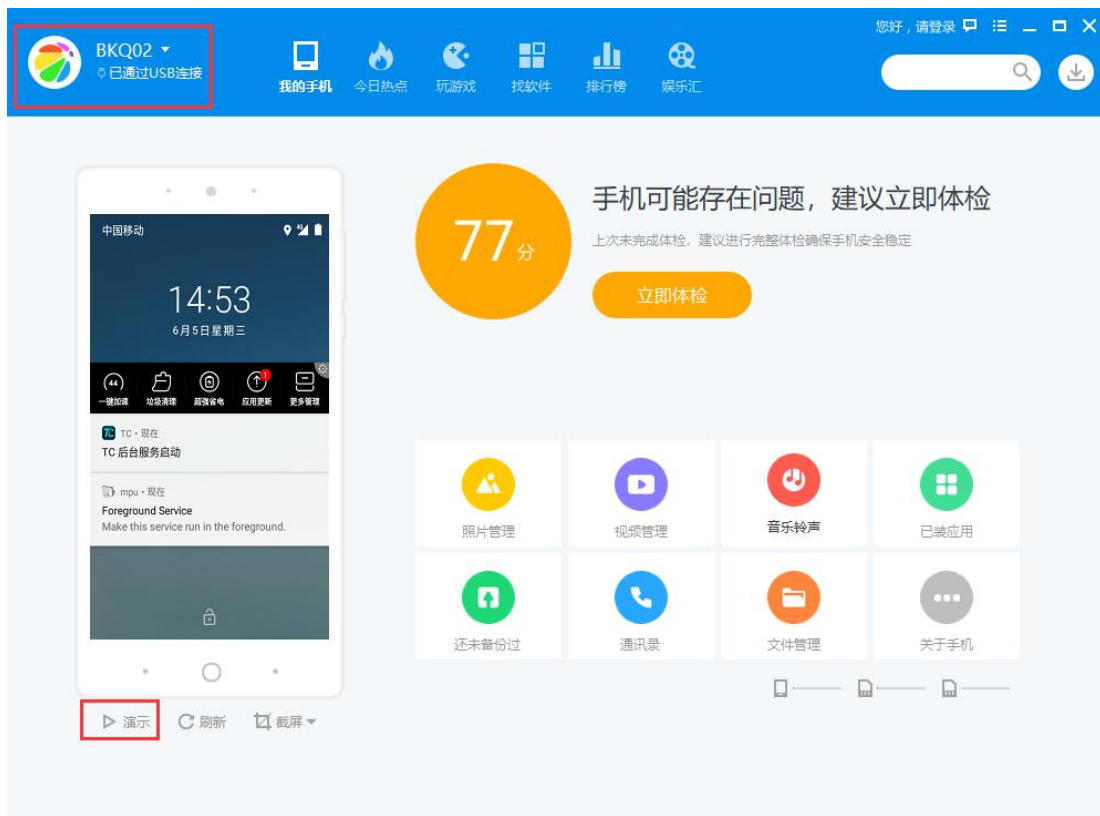 您好，请登录
BKQ02
已通过USB连接
我的手机
今日热点
玩游戏
找软件
排行榜
娱乐汇
中国移动
14:53
6月5日星期三
44
一键加速
垃圾清理
超强省电
1
应用更新
更多管理
TC・现在
TC 后台服务启动
mpu・现在
Foreground Service
Make this service run in the foreground.
演示
刷新
截屏
77分
手机可能存在问题，建议立即体检
上次未完成体检，建议进行完整体检确保手机安全稳定
立即体检
照片管理
视频管理
音乐铃声
已装应用
还未备份过
通讯录
文件管理
关于手机